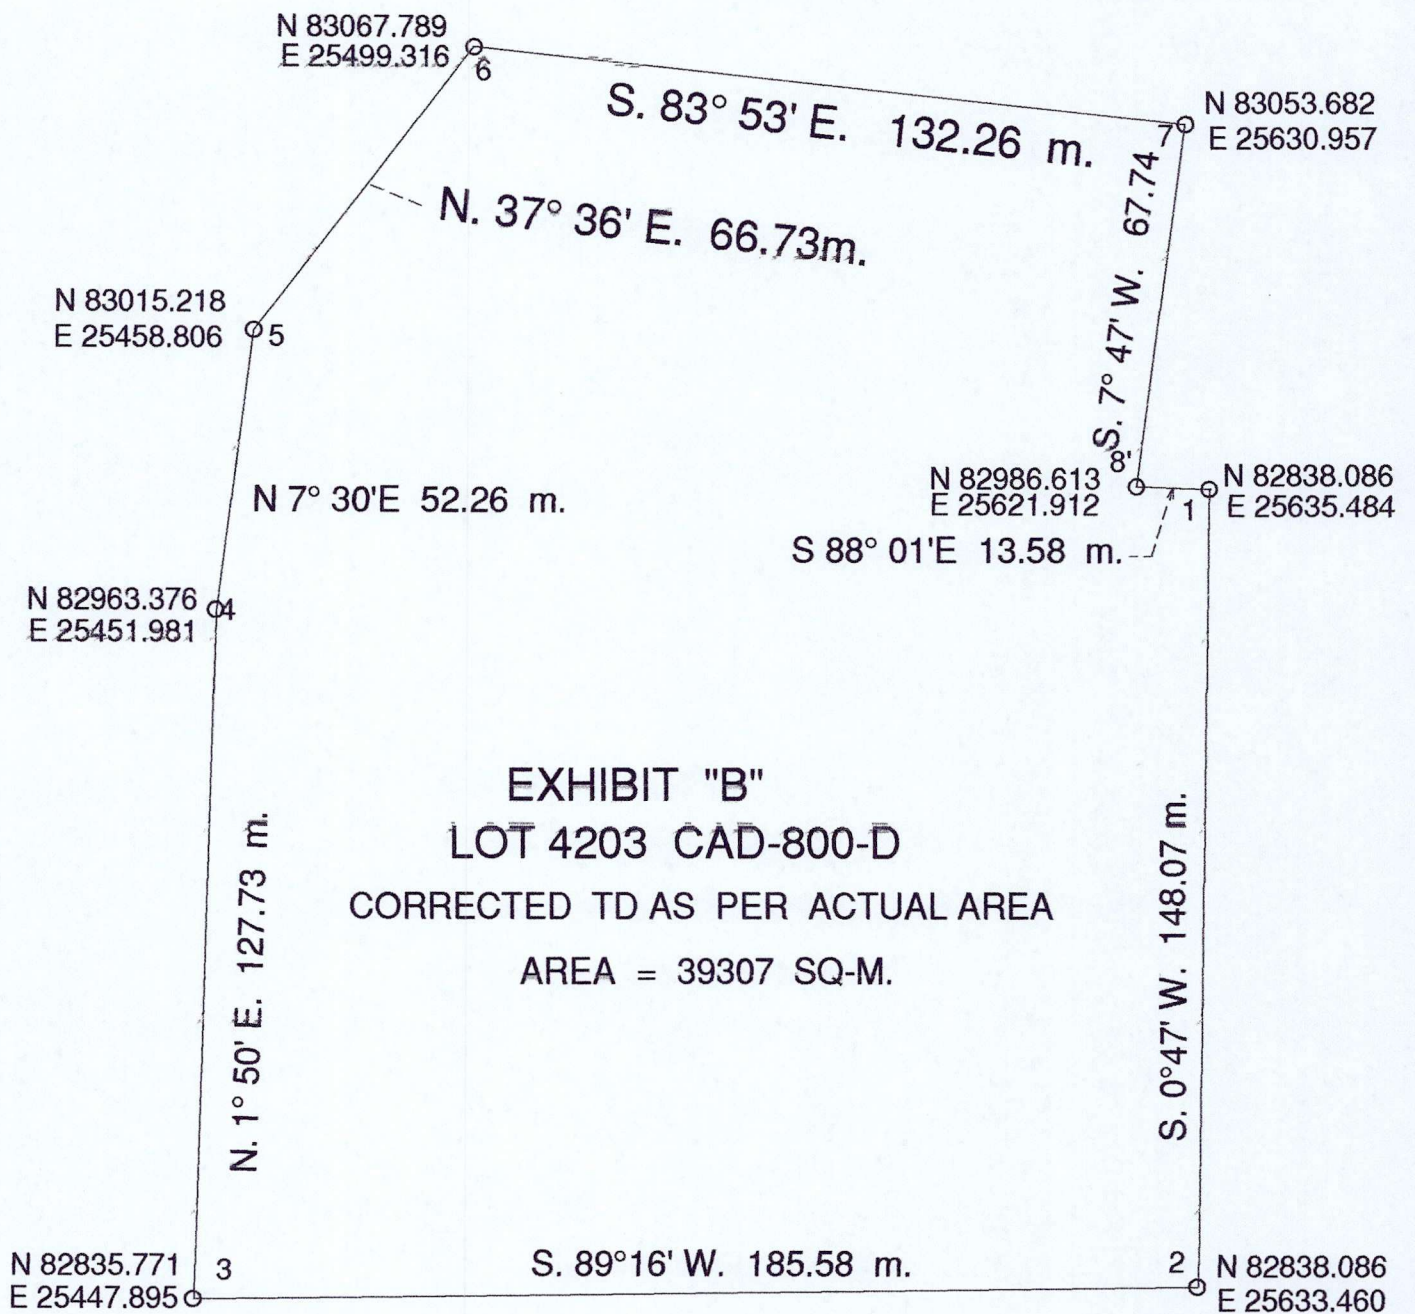 N 83067.789
E 25499.316
6
S. 83° 53' E. 132.26 m.
N 83053.682
E 25630.957
7
N. 37° 36' E. 66.73m.
S. 7° 47' W. 67.74
N 83015.218
E 25458.806
5
8'
N 82986.613
E 25621.912
N 82838.086
E 25635.484
1
N 7° 30'E 52.26 m.
S 88° 01'E 13.58 m.
N 82963.376
E 25451.981
4
EXHIBIT "B"
LOT 4203 CAD-800-D
CORRECTED TD AS PER ACTUAL AREA
AREA = 39307 SQ-M.
N. 1° 50' E. 127.73 m.
S. 0°47' W. 148.07 m.
N 82835.771
E 25447.895
3
S. 89°16' W. 185.58 m.
2
N 82838.086
E 25633.460